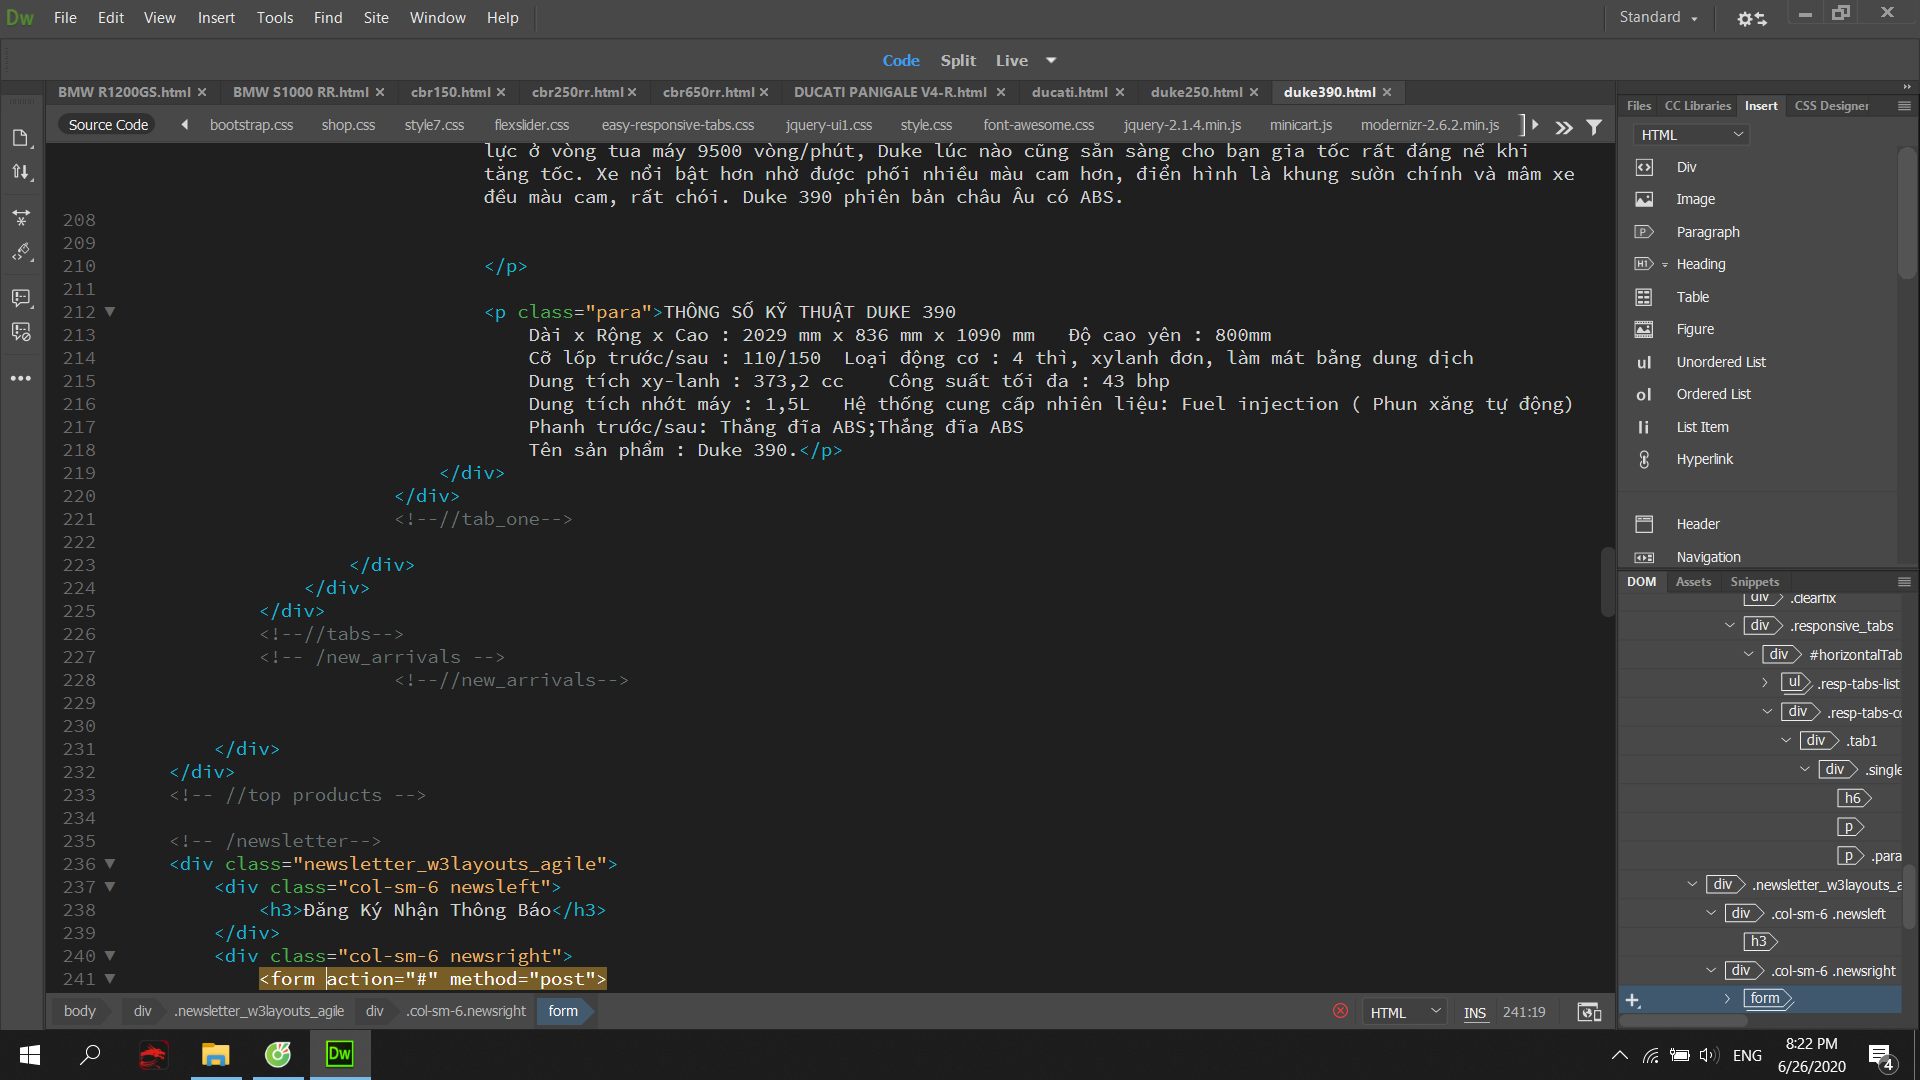 Dw File Edit View Insert Tools Find Site Window Help Standard
Code Split Live
BMW R1200GS.html BMW S1000 RR.html cbr150.html cbr250rr.html cbr650rr.html DUCATI PANIGALE V4-R.html ducati.html duke250.html duke390.html
Source Code bootstrap.css shop.css style7.css flexslider.css easy-responsive-tabs.css jquery-ui1.css style.css font-awesome.css jquery-2.1.4.min.js minicart.js modernizr-2.6.2.min.js
lực ở vòng tua máy 9500 vòng/phút, Duke lúc nào cũng sẵn sàng cho bạn gia tốc rất đáng nể khi
tăng tốc. Xe nổi bật hơn nhờ được phối nhiều màu cam hơn, điển hình là khung sườn chính và mâm xe
đều màu cam, rất chói. Duke 390 phiên bản châu Âu có ABS.
208
209
210 </p>
211
212 <p class="para">THÔNG SỐ KỸ THUẬT DUKE 390
213 Dài x Rộng x Cao : 2029 mm x 836 mm x 1090 mm   Độ cao yên : 800mm
214 Cỡ lốp trước/sau : 110/150  Loại động cơ : 4 thì, xylanh đơn, làm mát bằng dung dịch
215 Dung tích xy-lanh : 373,2 cc    Công suất tối đa : 43 bhp
216 Dung tích nhớt máy : 1,5L   Hệ thống cung cấp nhiên liệu: Fuel injection ( Phun xăng tự động)
217 Phanh trước/sau: Thắng đĩa ABS;Thắng đĩa ABS
218 Tên sản phẩm : Duke 390.</p>
219 </div>
220 </div>
221 <!--//tab_one-->
222
223 </div>
224 </div>
225 </div>
226 <!--//tabs-->
227 <!-- /new_arrivals -->
228 <!--//new_arrivals-->
229
230
231 </div>
232 </div>
233 <!-- //top products -->
234
235 <!-- /newsletter-->
236 <div class="newsletter_w3layouts_agile">
237 <div class="col-sm-6 newsleft">
238 <h3>Đăng Ký Nhận Thông Báo</h3>
239 </div>
240 <div class="col-sm-6 newsright">
241 <form action="#" method="post">
body div .newsletter_w3layouts_agile div .col-sm-6.newsright form HTML INS 241:19
Files CC Libraries Insert CSS Designer
HTML
Div
Image
Paragraph
H1 Heading
Table
Figure
ul Unordered List
ol Ordered List
li List Item
Hyperlink
Header
Navigation
DOM Assets Snippets
div .clearfix
div .responsive_tabs
div #horizontalTab
ul .resp-tabs-list
div .resp-tabs-co
div .tab1
div .single
h6
p
p .para
div .newsletter_w3layouts_a
div .col-sm-6 .newsleft
h3
div .col-sm-6 .newsright
form
Dw ENG 8:22 PM
6/26/2020 4